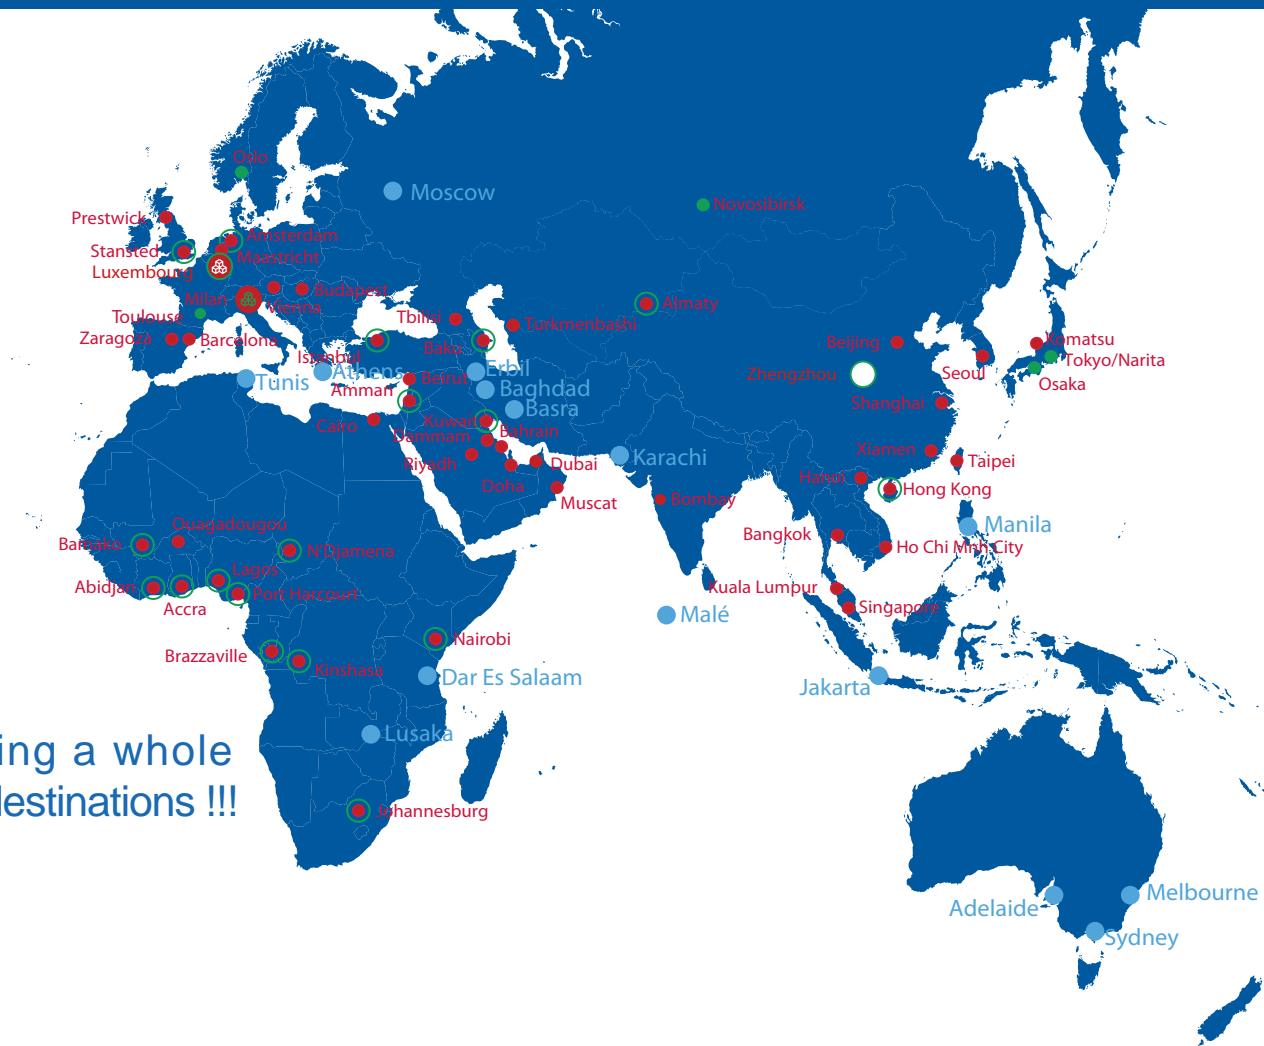 Oslo
Moscow
Novosibirsk
Prestwick
Amsterdam
Stansted
Maastricht
Luxembourg
Milan
Budapest
Vienna
Almaty
Toulouse
Tbilisi
Turkmenbashi
Zaragoza
Barcelona
Baku
Beijing
Komatsu
Istanbul
Tokyo/Narita
Athens
Erbil
Zhengzhou
Seoul
Tunis
Beirut
Osaka
Amman
Baghdad
Shanghai
Basra
Cairo
Kuwait
Bahrain
Dammam
Xiamen
Karachi
Taipei
Riyadh
Dubai
Hanoi
Doha
Hong Kong
Muscat
Bombay
Ouagadougou
Manila
Bamako
N'Djamena
Bangkok
Ho Chi Mnh City
Lagos
Abidjan
Port Harcourt
Kuala Lumpur
Accra
Singapore
Malé
Nairobi
Brazzaville
Kinshasa
Dar Es Salaam
Jakarta
Lusaka
ing a whole
destinations !!!
Johannesburg
Melbourne
Adelaide
Sydney